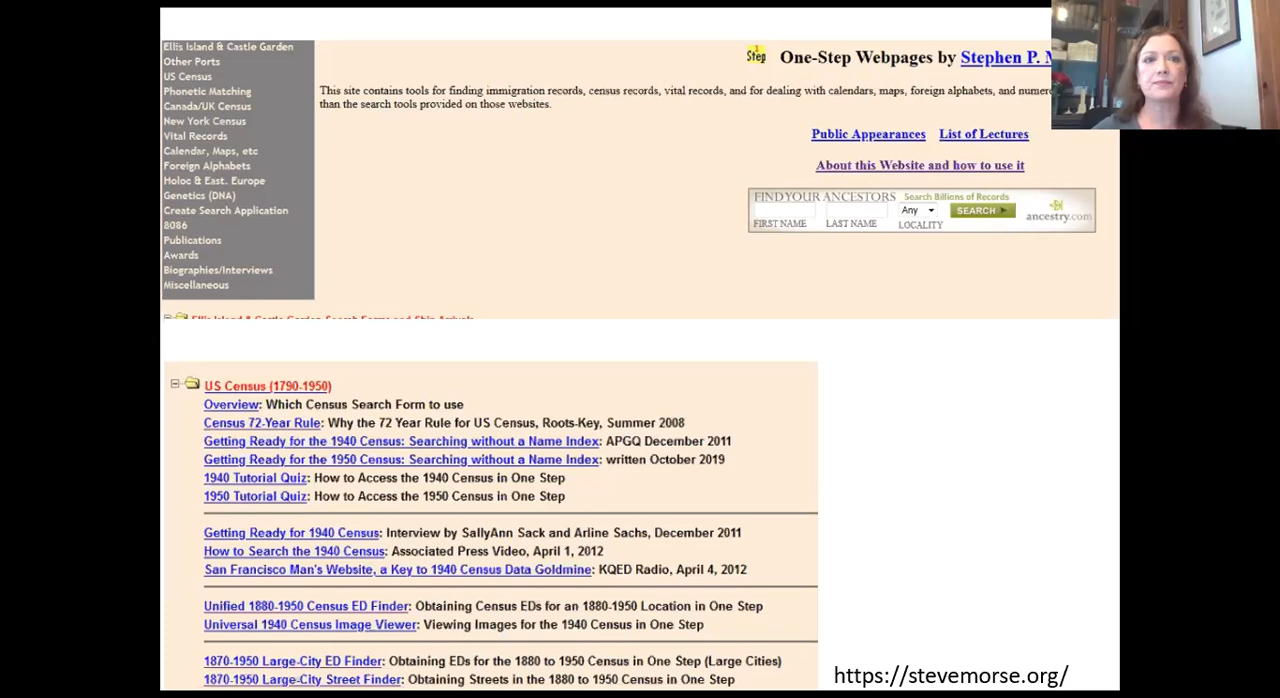 Ellis Island & Castle Garden
Other Ports
US Census
Phonetic Matching
Canada/UK Census
New York Census
Vital Records
Calendar, Maps, etc
Foreign Alphabets
Holoc & East. Europe
Genetics (DNA)
Create Search Application
8086
Publications
Awards
Biographies/Interviews
Miscellaneous
1 Step One-Step Webpages by Stephen P. M
This site contains tools for finding immigration records, census records, vital records, and for dealing with calendars, maps, foreign alphabets, and numero
than the search tools provided on those websites.
Public Appearances List of Lectures
About this Website and how to use it
FIND YOUR ANCESTORS Search Billions of Records
Any SEARCH ancestry.com
FIRST NAME LAST NAME LOCALITY
Ellis Island & Castle Garden Search Forms and Ship Arrivals
US Census (1790-1950)
Overview: Which Census Search Form to use
Census 72-Year Rule: Why the 72 Year Rule for US Census, Roots-Key, Summer 2008
Getting Ready for the 1940 Census: Searching without a Name Index: APGQ December 2011
Getting Ready for the 1950 Census: Searching without a Name Index: written October 2019
1940 Tutorial Quiz: How to Access the 1940 Census in One Step
1950 Tutorial Quiz: How to Access the 1950 Census in One Step
Getting Ready for 1940 Census: Interview by SallyAnn Sack and Arline Sachs, December 2011
How to Search the 1940 Census: Associated Press Video, April 1, 2012
San Francisco Man's Website, a Key to 1940 Census Data Goldmine: KQED Radio, April 4, 2012
Unified 1880-1950 Census ED Finder: Obtaining Census EDs for an 1880-1950 Location in One Step
Universal 1940 Census Image Viewer: Viewing Images for the 1940 Census in One Step
1870-1950 Large-City ED Finder: Obtaining EDs for the 1880 to 1950 Census in One Step (Large Cities)
1870-1950 Large-City Street Finder: Obtaining Streets in the 1880 to 1950 Census in One Step
https://stevemorse.org/